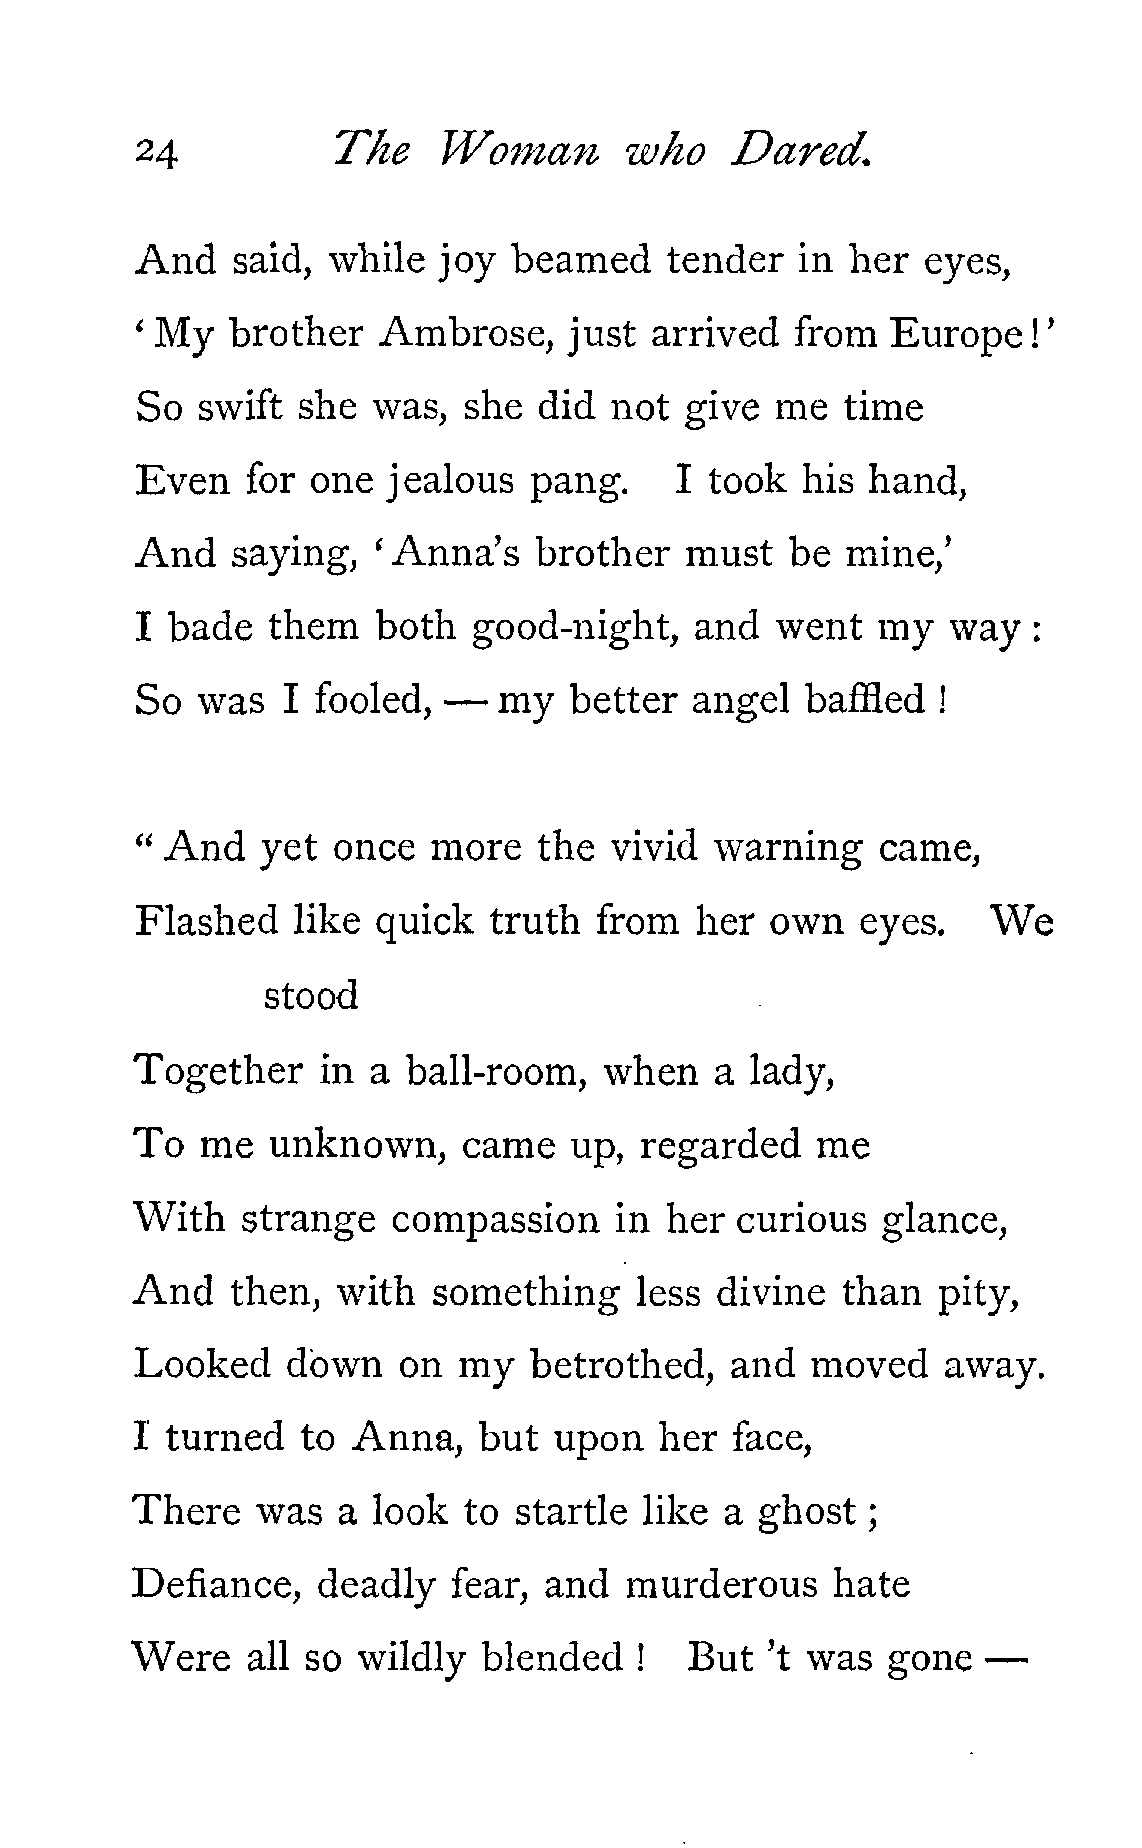 24 The Woman who Dared.
And said, while joy beamed tender in her eyes,
‘My brother Ambrose, just arrived from Europe!’
So swift she was, she did not give me time
Even for one jealous pang. I took his hand,
And saying, ‘Anna’s brother must be mine,’
I bade them both good-night, and went my way:
So was I fooled, — my better angel baffled!
“And yet once more the vivid warning came,
Flashed like quick truth from her own eyes. We
stood
Together in a ball-room, when a lady,
To me unknown, came up, regarded me
With strange compassion in her curious glance,
And then, with something less divine than pity,
Looked down on my betrothed, and moved away.
I turned to Anna, but upon her face,
There was a look to startle like a ghost;
Defiance, deadly fear, and murderous hate
Were all so wildly blended! But ’t was gone —